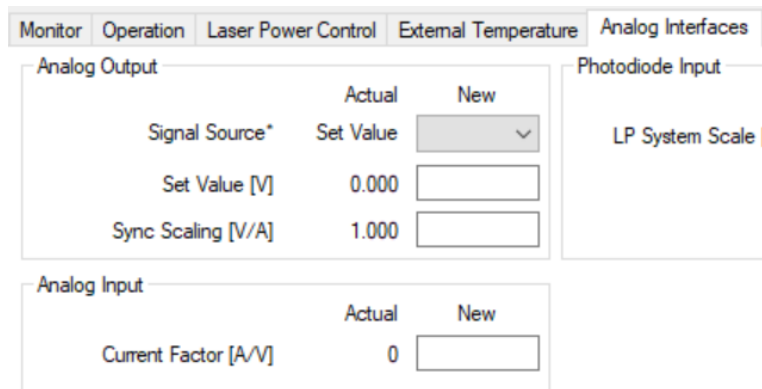 Monitor Operation Laser Power Control External Temperature Analog Interfaces
Analog Output
Actual New
Signal Source* Set Value
Set Value [V] 0.000
Sync Scaling [V/A] 1.000
Photodiode Input
LP System Scale [
Analog Input
Actual New
Current Factor [A/V] 0